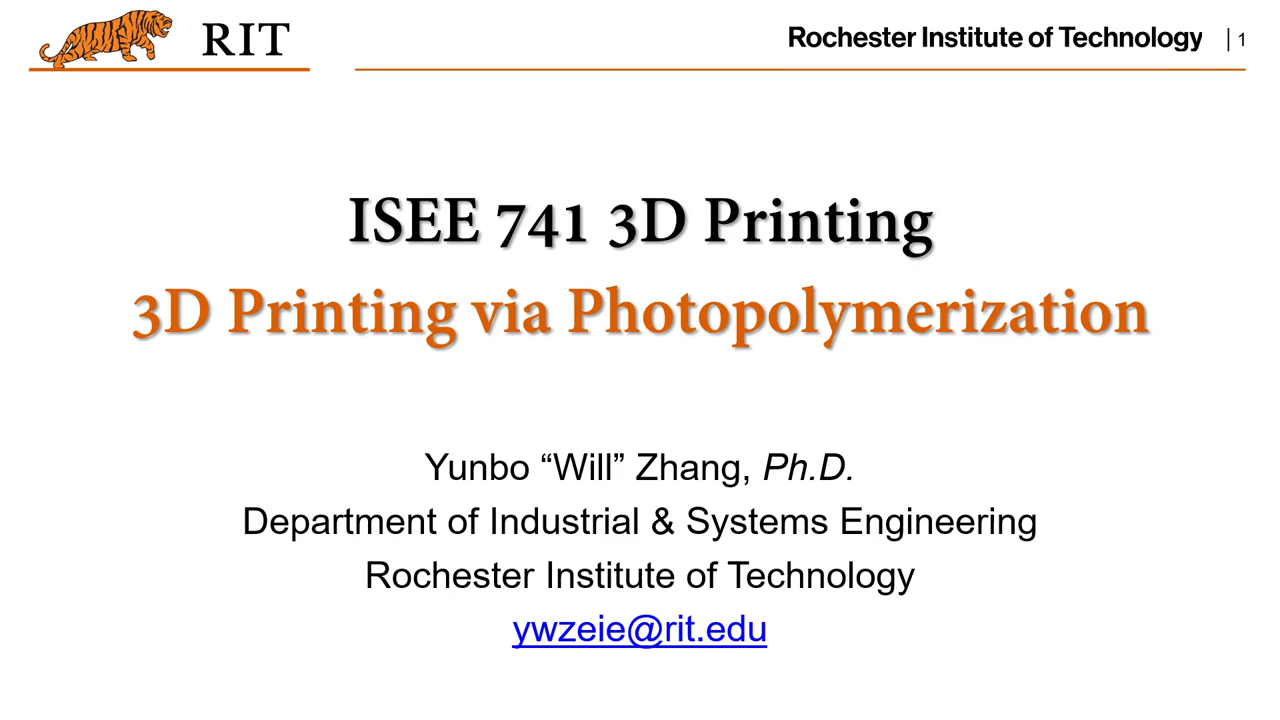 RIT
Rochester Institute of Technology | 1
ISEE 741 3D Printing
3D Printing via Photopolymerization
Yunbo “Will” Zhang, Ph.D.
Department of Industrial & Systems Engineering
Rochester Institute of Technology
ywzeie@rit.edu